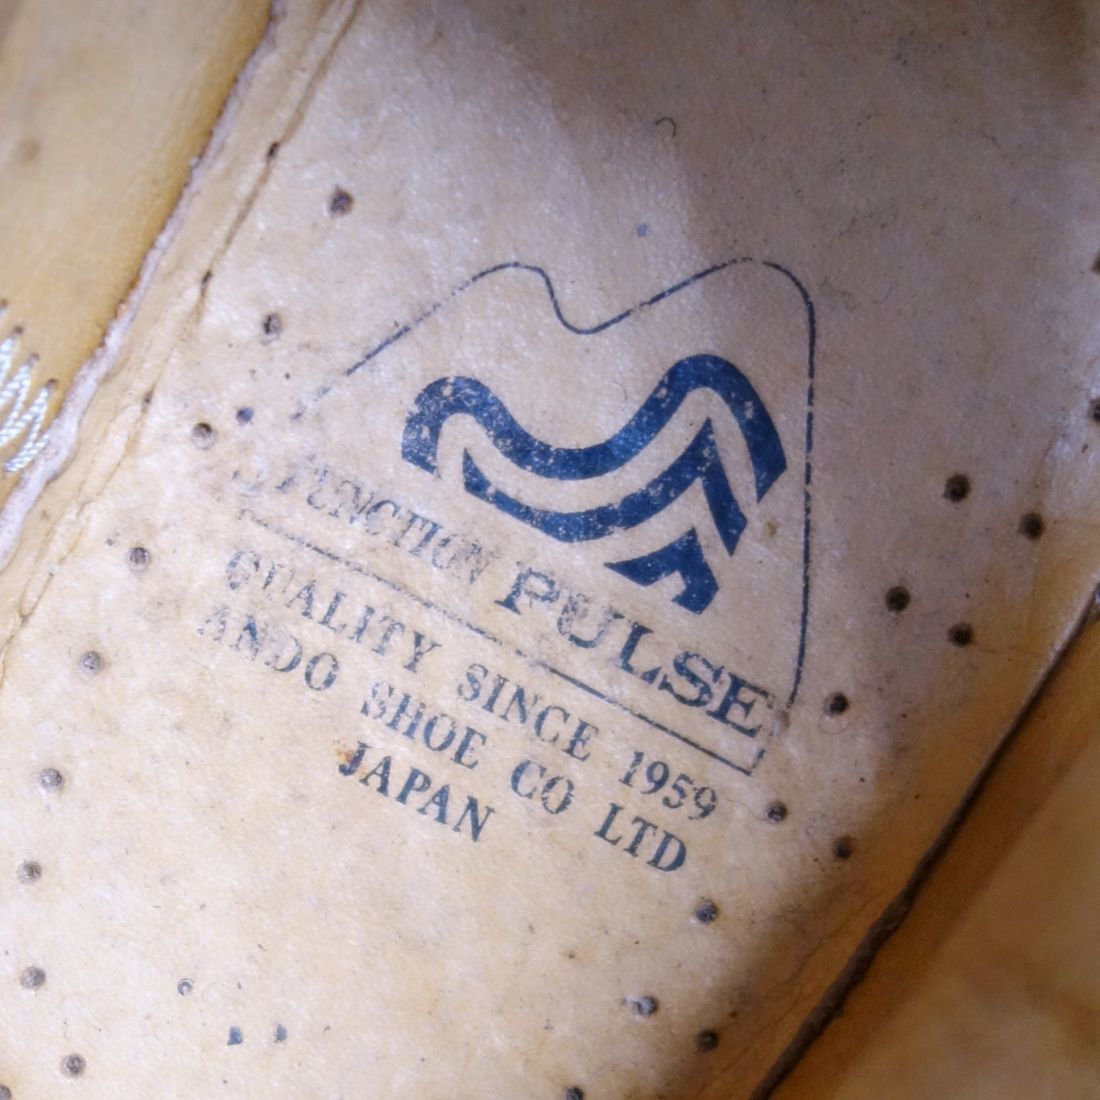 FUNCTION PULSE
QUALITY SINCE 1959
ANDO SHOE CO LTD
JAPAN